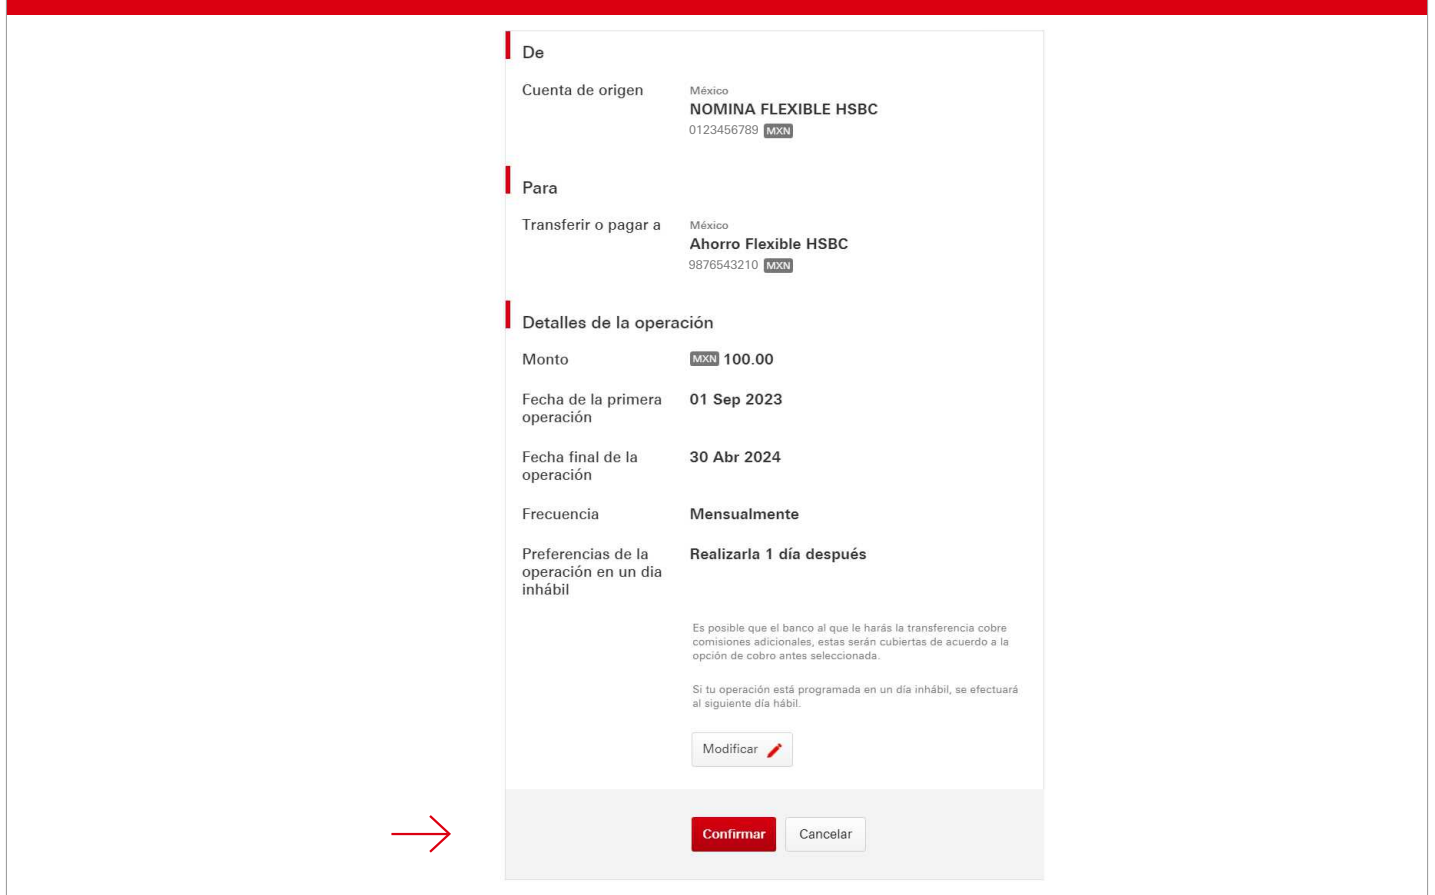 De
Cuenta de origen
México
NOMINA FLEXIBLE HSBC
0123456789 MXN
Para
Transferir o pagar a
México
Ahorro Flexible HSBC
9876543210 MXN
Detalles de la operación
Monto
MXN 100.00
Fecha de la primera
operación
01 Sep 2023
Fecha final de la
operación
30 Abr 2024
Frecuencia
Mensualmente
Preferencias de la
operación en un dia
inhábil
Realizarla 1 día después
Es posible que el banco al que le harás la transferencia cobre
comisiones adicionales, estas serán cubiertas de acuerdo a la
opción de cobro antes seleccionada.
Si tu operación está programada en un día inhábil, se efectuará
al siguiente día hábil.
Modificar
Confirmar
Cancelar